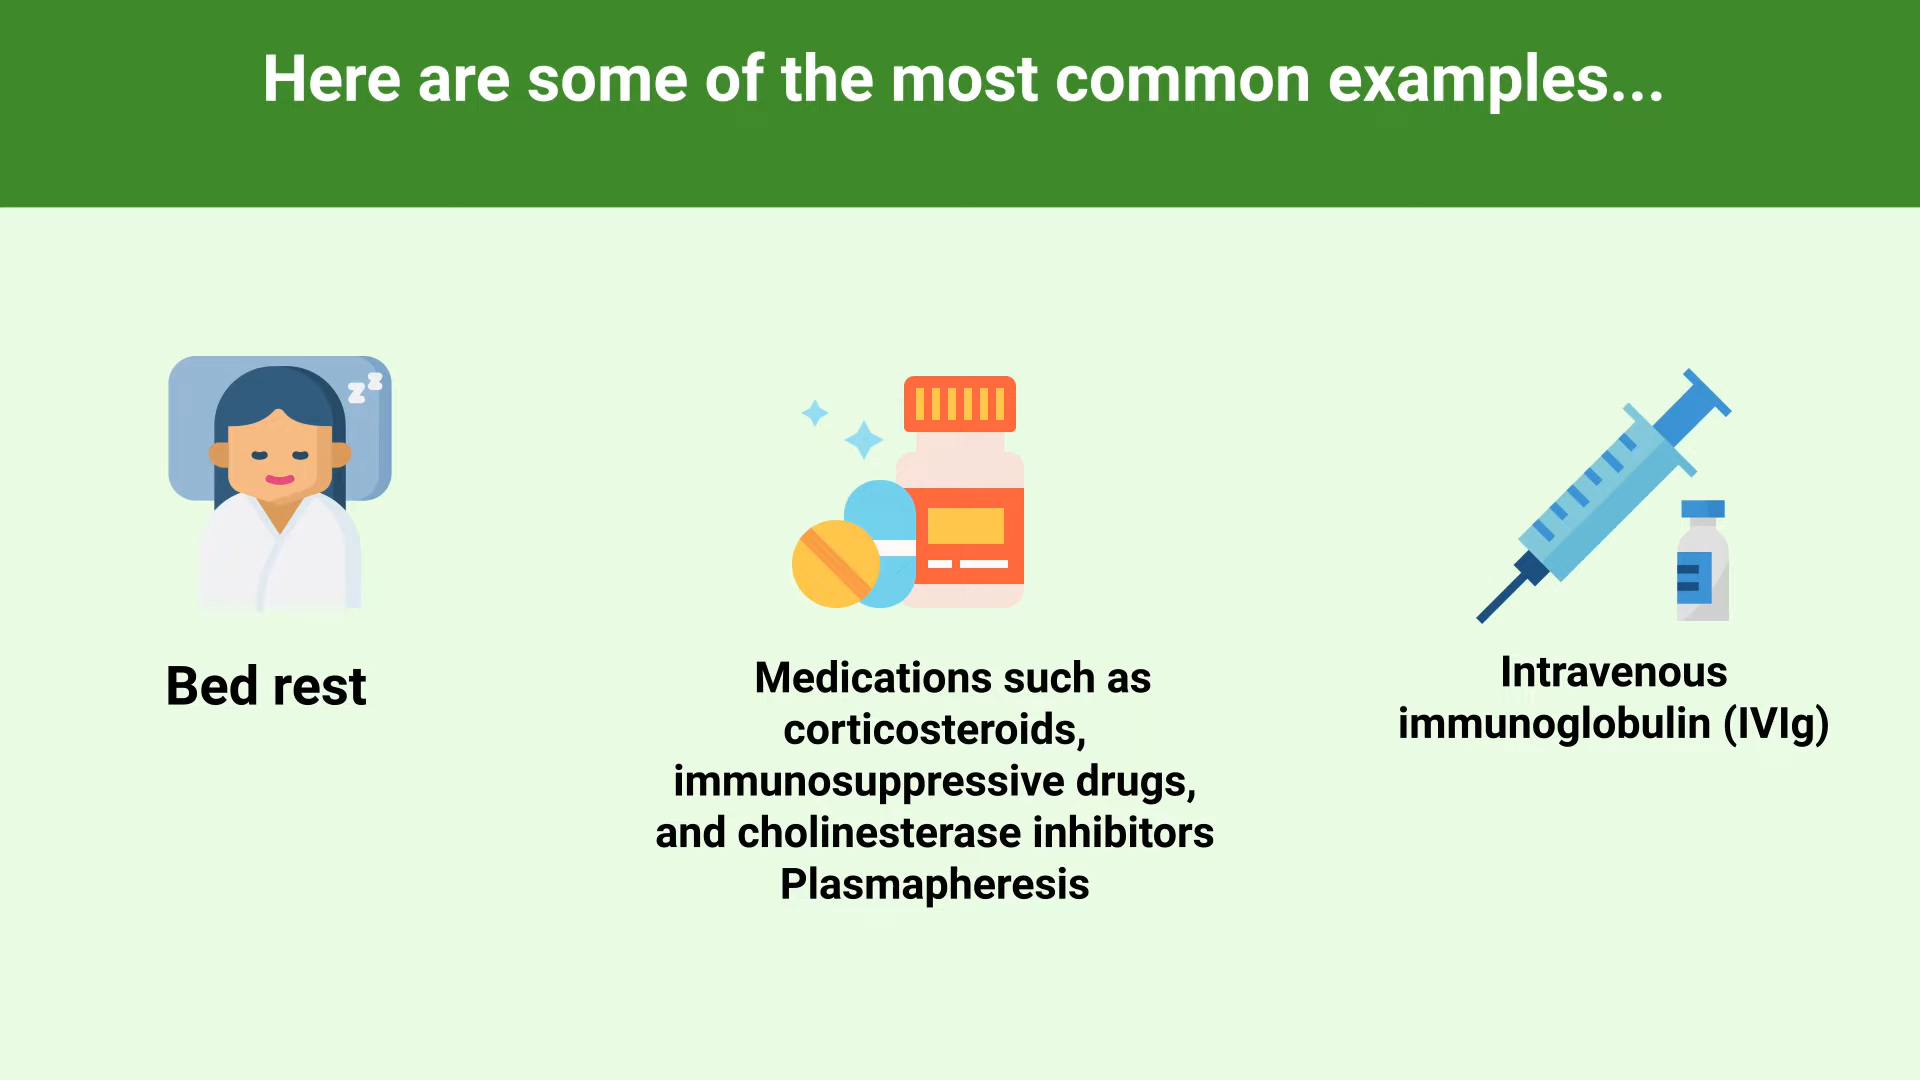 Here are some of the most common examples...
Bed rest
Medications such as
corticosteroids,
immunosuppressive drugs,
and cholinesterase inhibitors
Plasmapheresis
Intravenous
immunoglobulin (IVIg)